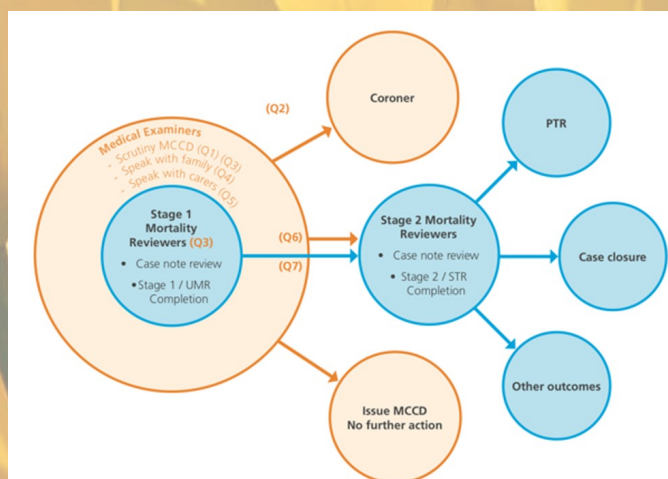 (Q2)
Coroner
Medical Examiners
- Scrutiny MCCD (Q1) (Q3)
- Speak with family (Q4)
- Speak with carers (Q5)
Stage 1
Mortality
Reviewers (Q3)
• Case note review
•Stage 1 / UMR
Completion
(Q6)
(Q7)
Stage 2 Mortality
Reviewers
• Case note review
• Stage 2 / STR
Completion
PTR
Case closure
Other outcomes
Issue MCCD
No further action